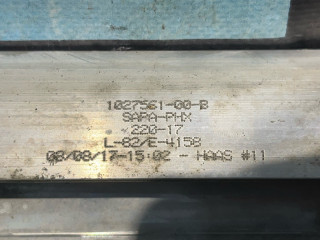 1027561-00-B
SAPA-PHX
220-17
L-82/E-4158
08/08/17-15:02 - HAAS #11